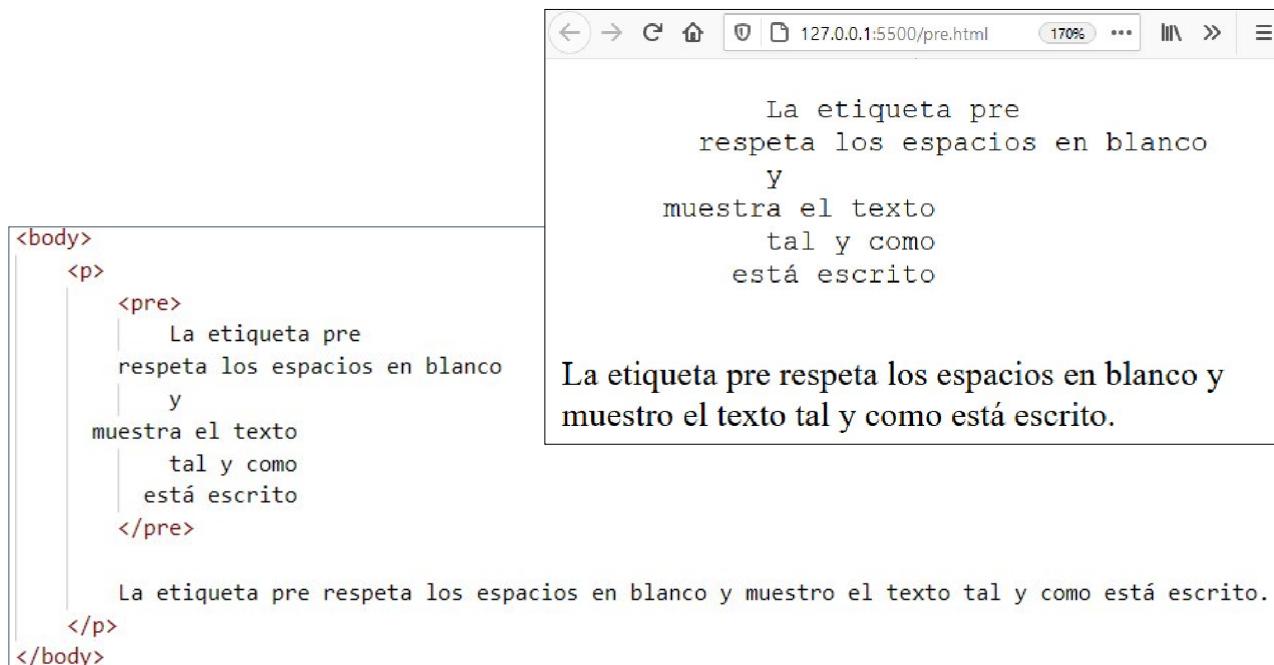 127.0.0.1:5500/pre.html 170%
La etiqueta pre
respeta los espacios en blanco
y
muestra el texto
tal y como
está escrito
La etiqueta pre respeta los espacios en blanco y
muestro el texto tal y como está escrito.
<body>
<p>
<pre>
La etiqueta pre
respeta los espacios en blanco
y
muestra el texto
tal y como
está escrito
</pre>
La etiqueta pre respeta los espacios en blanco y muestro el texto tal y como está escrito.
</p>
</body>